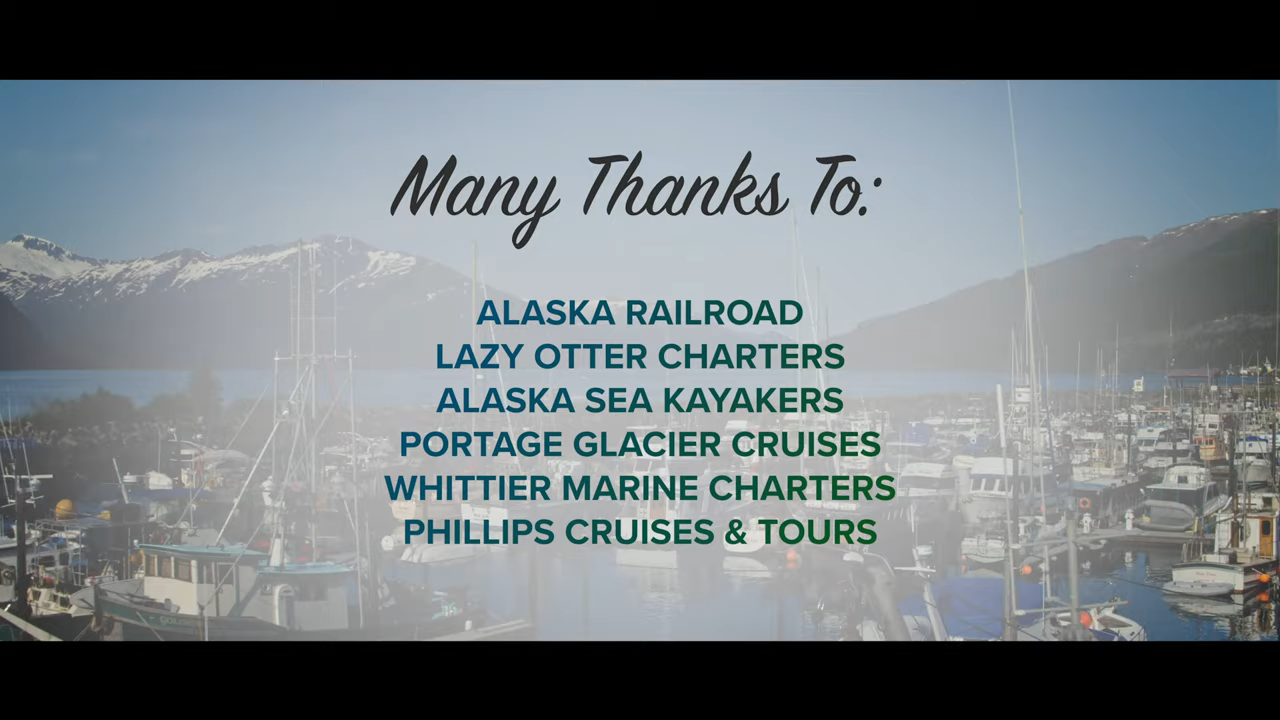 Many Thanks To:
ALASKA RAILROAD
LAZY OTTER CHARTERS
ALASKA SEA KAYAKERS
PORTAGE GLACIER CRUISES
WHITTIER MARINE CHARTERS
PHILLIPS CRUISES & TOURS